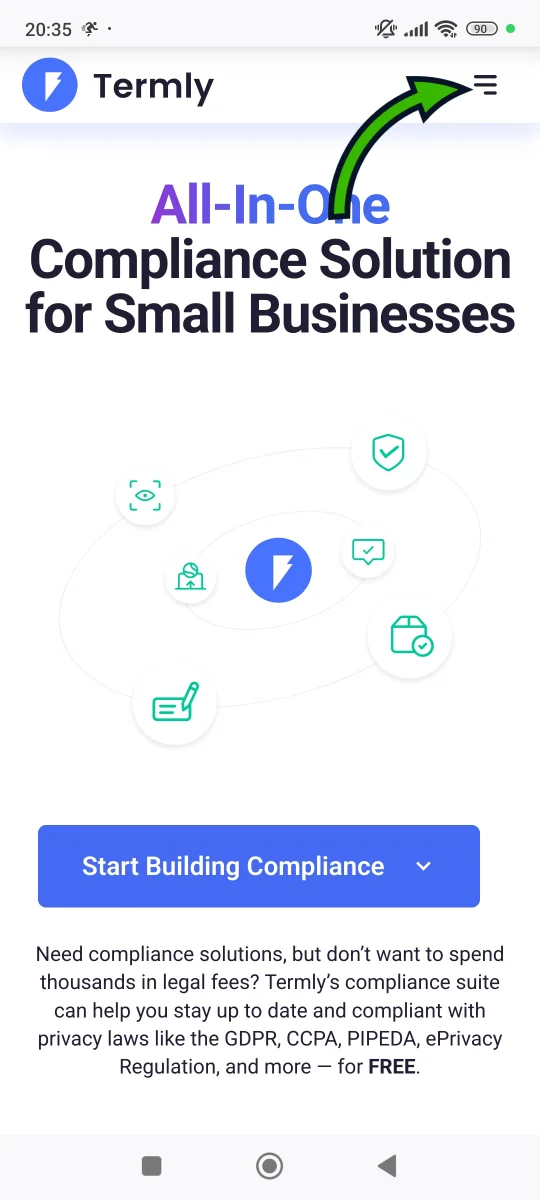 20:35
90
Termly
All-In-One
Compliance Solution
for Small Businesses
Start Building Compliance
Need compliance solutions, but don’t want to spend
thousands in legal fees? Termly’s compliance suite
can help you stay up to date and compliant with
privacy laws like the GDPR, CCPA, PIPEDA, ePrivacy
Regulation, and more — for FREE.